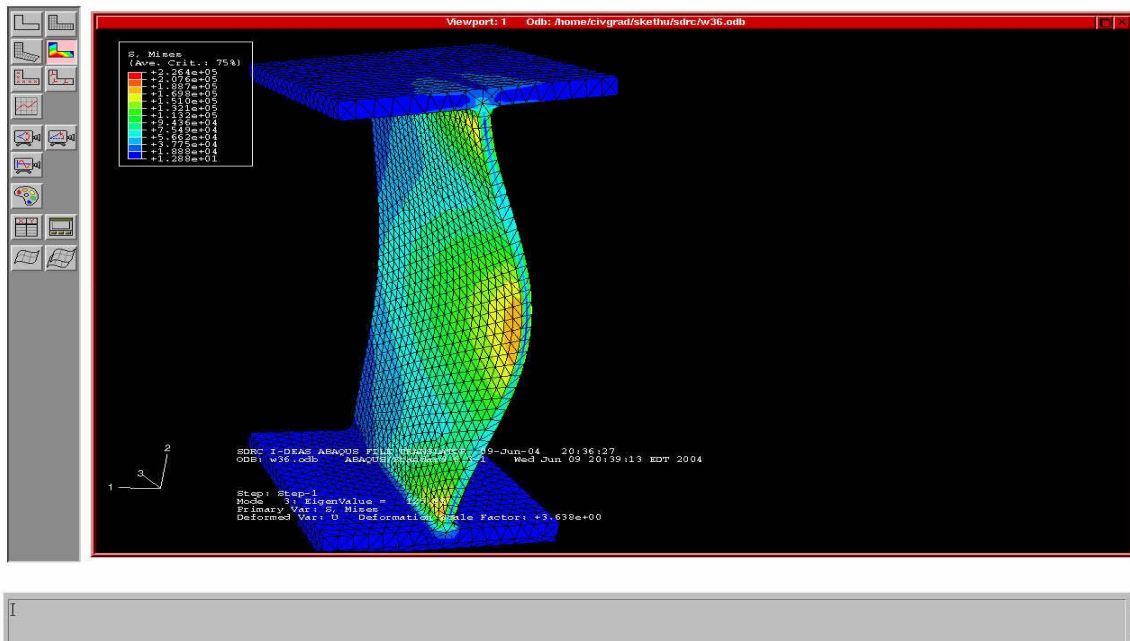 Viewport: 1 Odb: /home/civgrad/skethu/sdrc/w36.odb
S, Mises
(Ave. Crit.: 75%)
+2.264e+05
+2.076e+05
+1.887e+05
+1.698e+05
+1.510e+05
+1.321e+05
+1.132e+05
+9.436e+04
+7.549e+04
+5.662e+04
+3.775e+04
+1.888e+04
+1.288e+01
2
3
1
SDRC I-DEAS ABAQUS FILE TRANSLATOR 09-Jun-04 20:36:27
ODB: w36.odb ABAQUS/Standard Wed Jun 09 20:39:13 EDT 2004
Step: Step-1
Mode 3: EigenValue =
Primary Var: S, Mises
Deformed Var: U Deformation Scale Factor: +3.638e+00